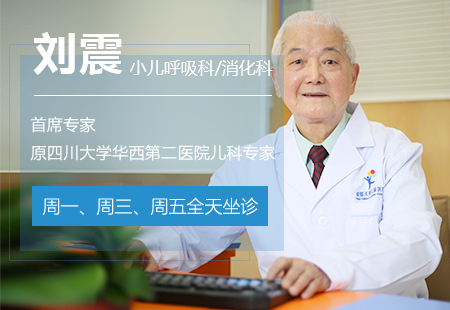 刘震 小儿呼吸科/消化科
首席专家
原四川大学华西第二医院儿科专家
周一、周三、周五全天坐诊